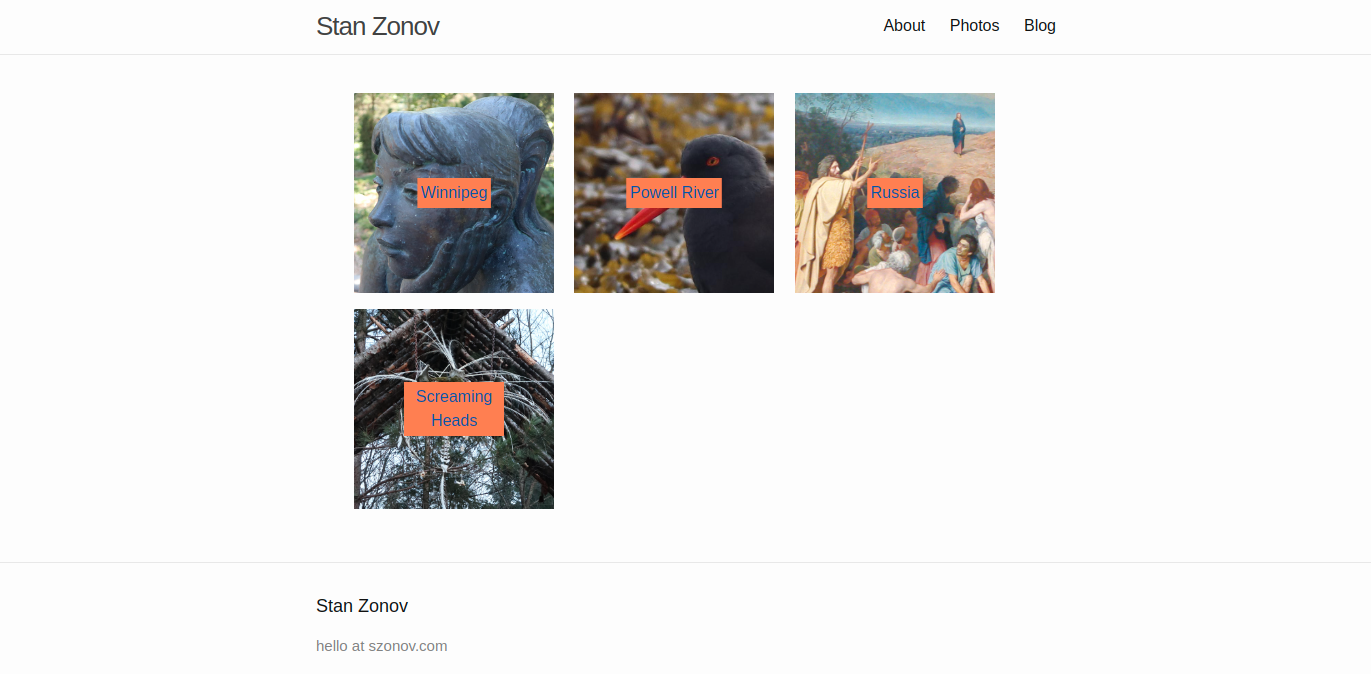 Stan Zonov
About Photos Blog
Winnipeg
Powell River
Russia
Screaming
Heads
Stan Zonov
hello at szonov.com